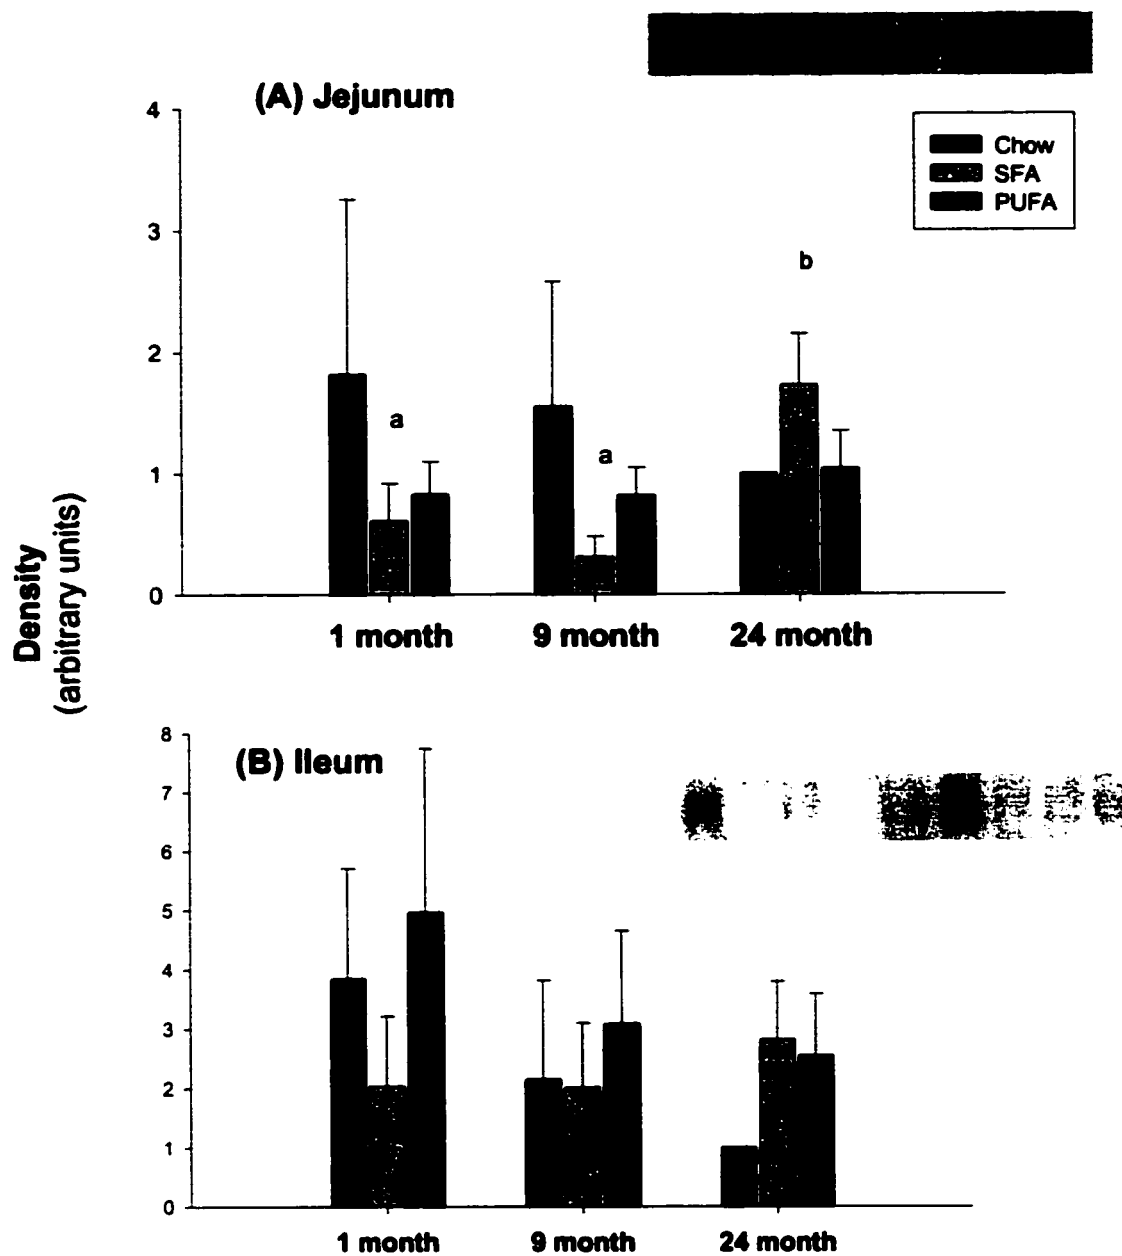 (A) Jejunum
4
3
2
1
0
Chow
SFA
PUFA
a
a
b
1 month
9 month
24 month
Density
(arbitrary units)
(B) Ileum
8
7
6
5
4
3
2
1
0
1 month
9 month
24 month